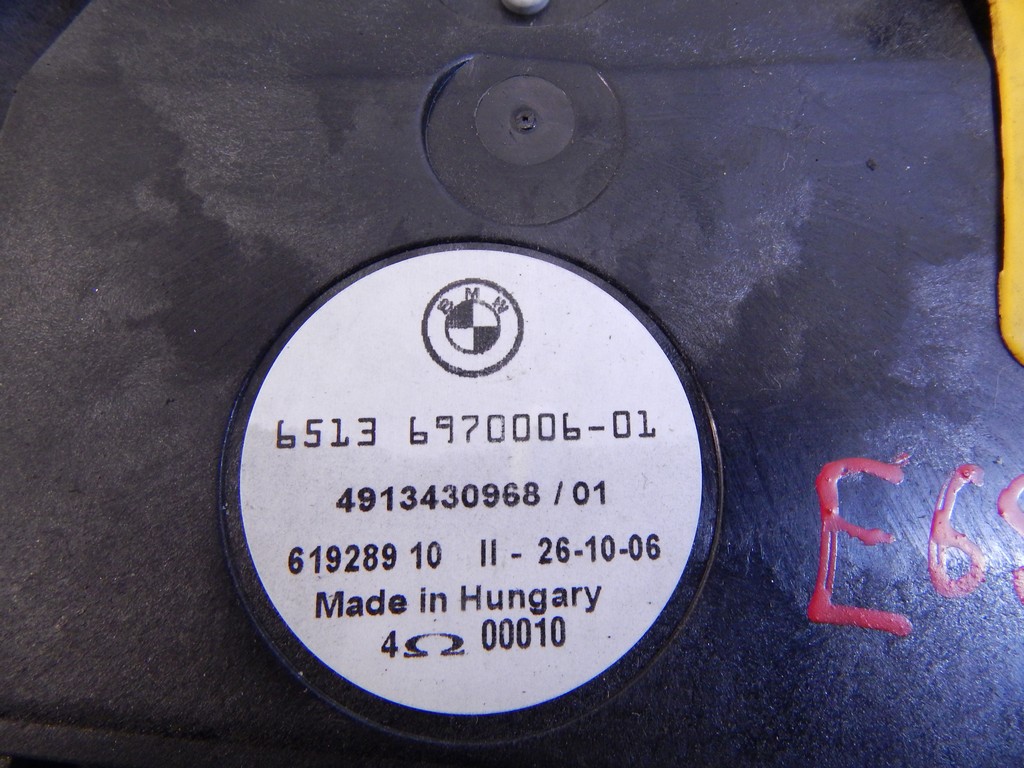 BMW
6513 6970006-01
4913430968 / 01
619289 10 II - 26-10-06
Made in Hungary
4Ω 00010
E6